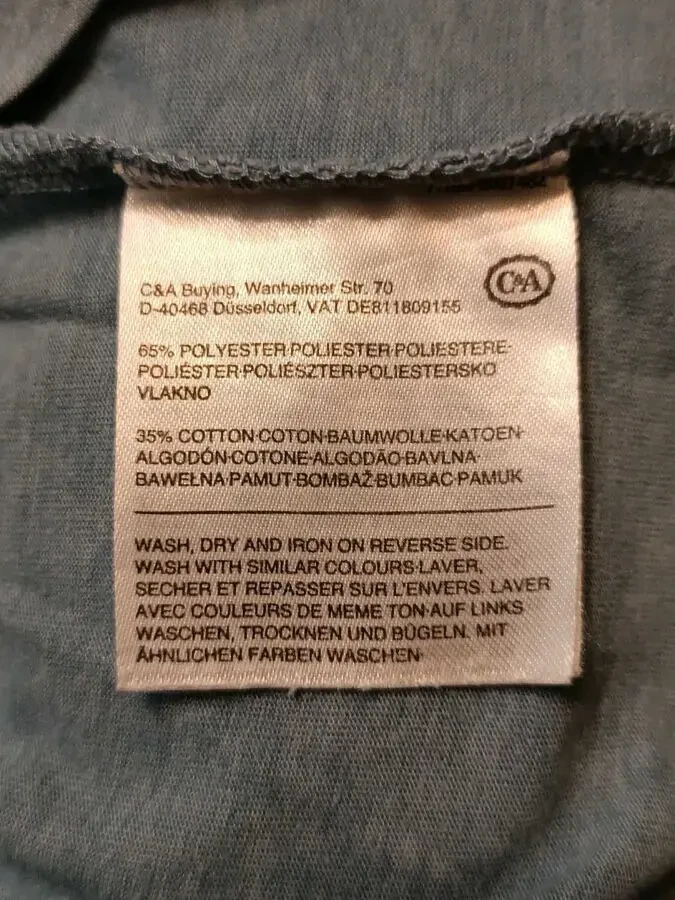 C&A Buying, Wanheimer Str. 70
D-40468 Düsseldorf, VAT DE811809155
C&A
65% POLYESTER·POLIESTER·POLIESTERE·
POLIÉSTER·POLIÉSZTER·POLIESTERSKO
VLAKNO
35% COTTON·COTON·BAUMWOLLE·KATOEN·
ALGODÓN·COTONE·ALGODÃO·BAVLNA·
BAWEŁNA·PAMUT·BOMBAŽ·BUMBAC·PAMUK
WASH, DRY AND IRON ON REVERSE SIDE.
WASH WITH SIMILAR COLOURS·LAVER,
SECHER ET REPASSER SUR L'ENVERS. LAVER
AVEC COULEURS DE MEME TON·AUF LINKS
WASCHEN, TROCKNEN UND BÜGELN. MIT
ÄHNLICHEN FARBEN WASCHEN·